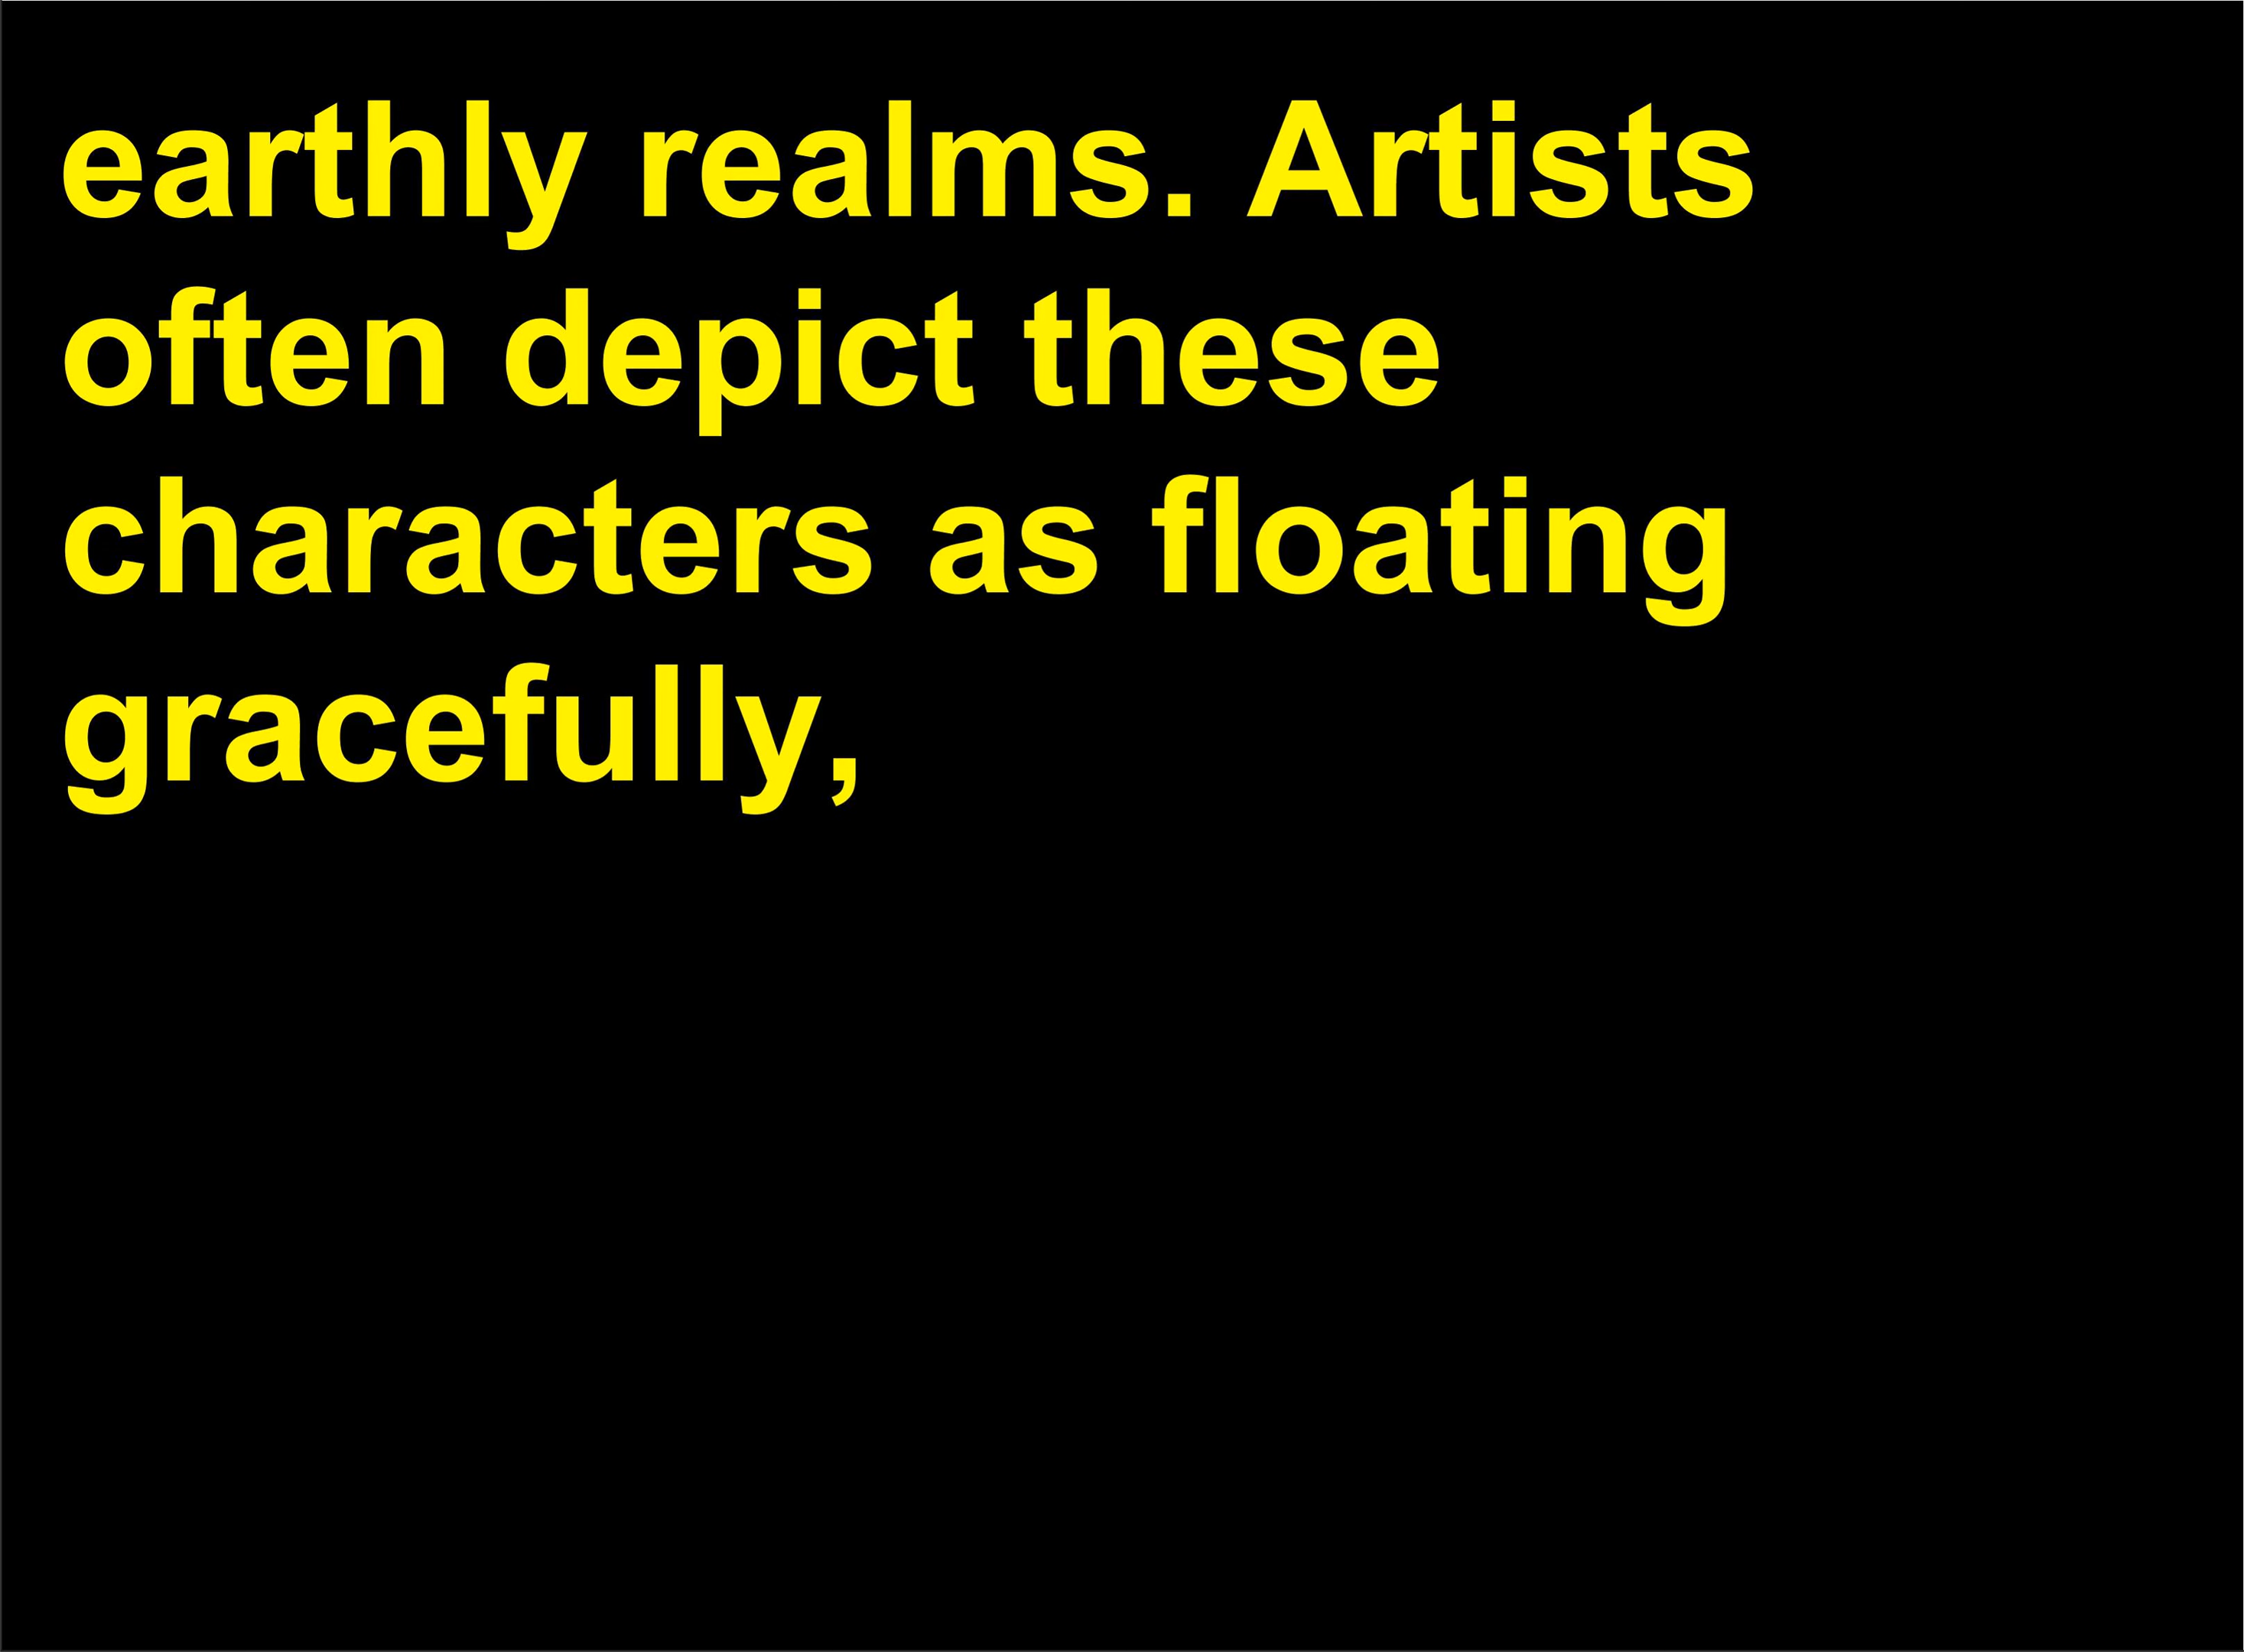 earthly realms. Artists
often depict these
characters as floating
gracefully,